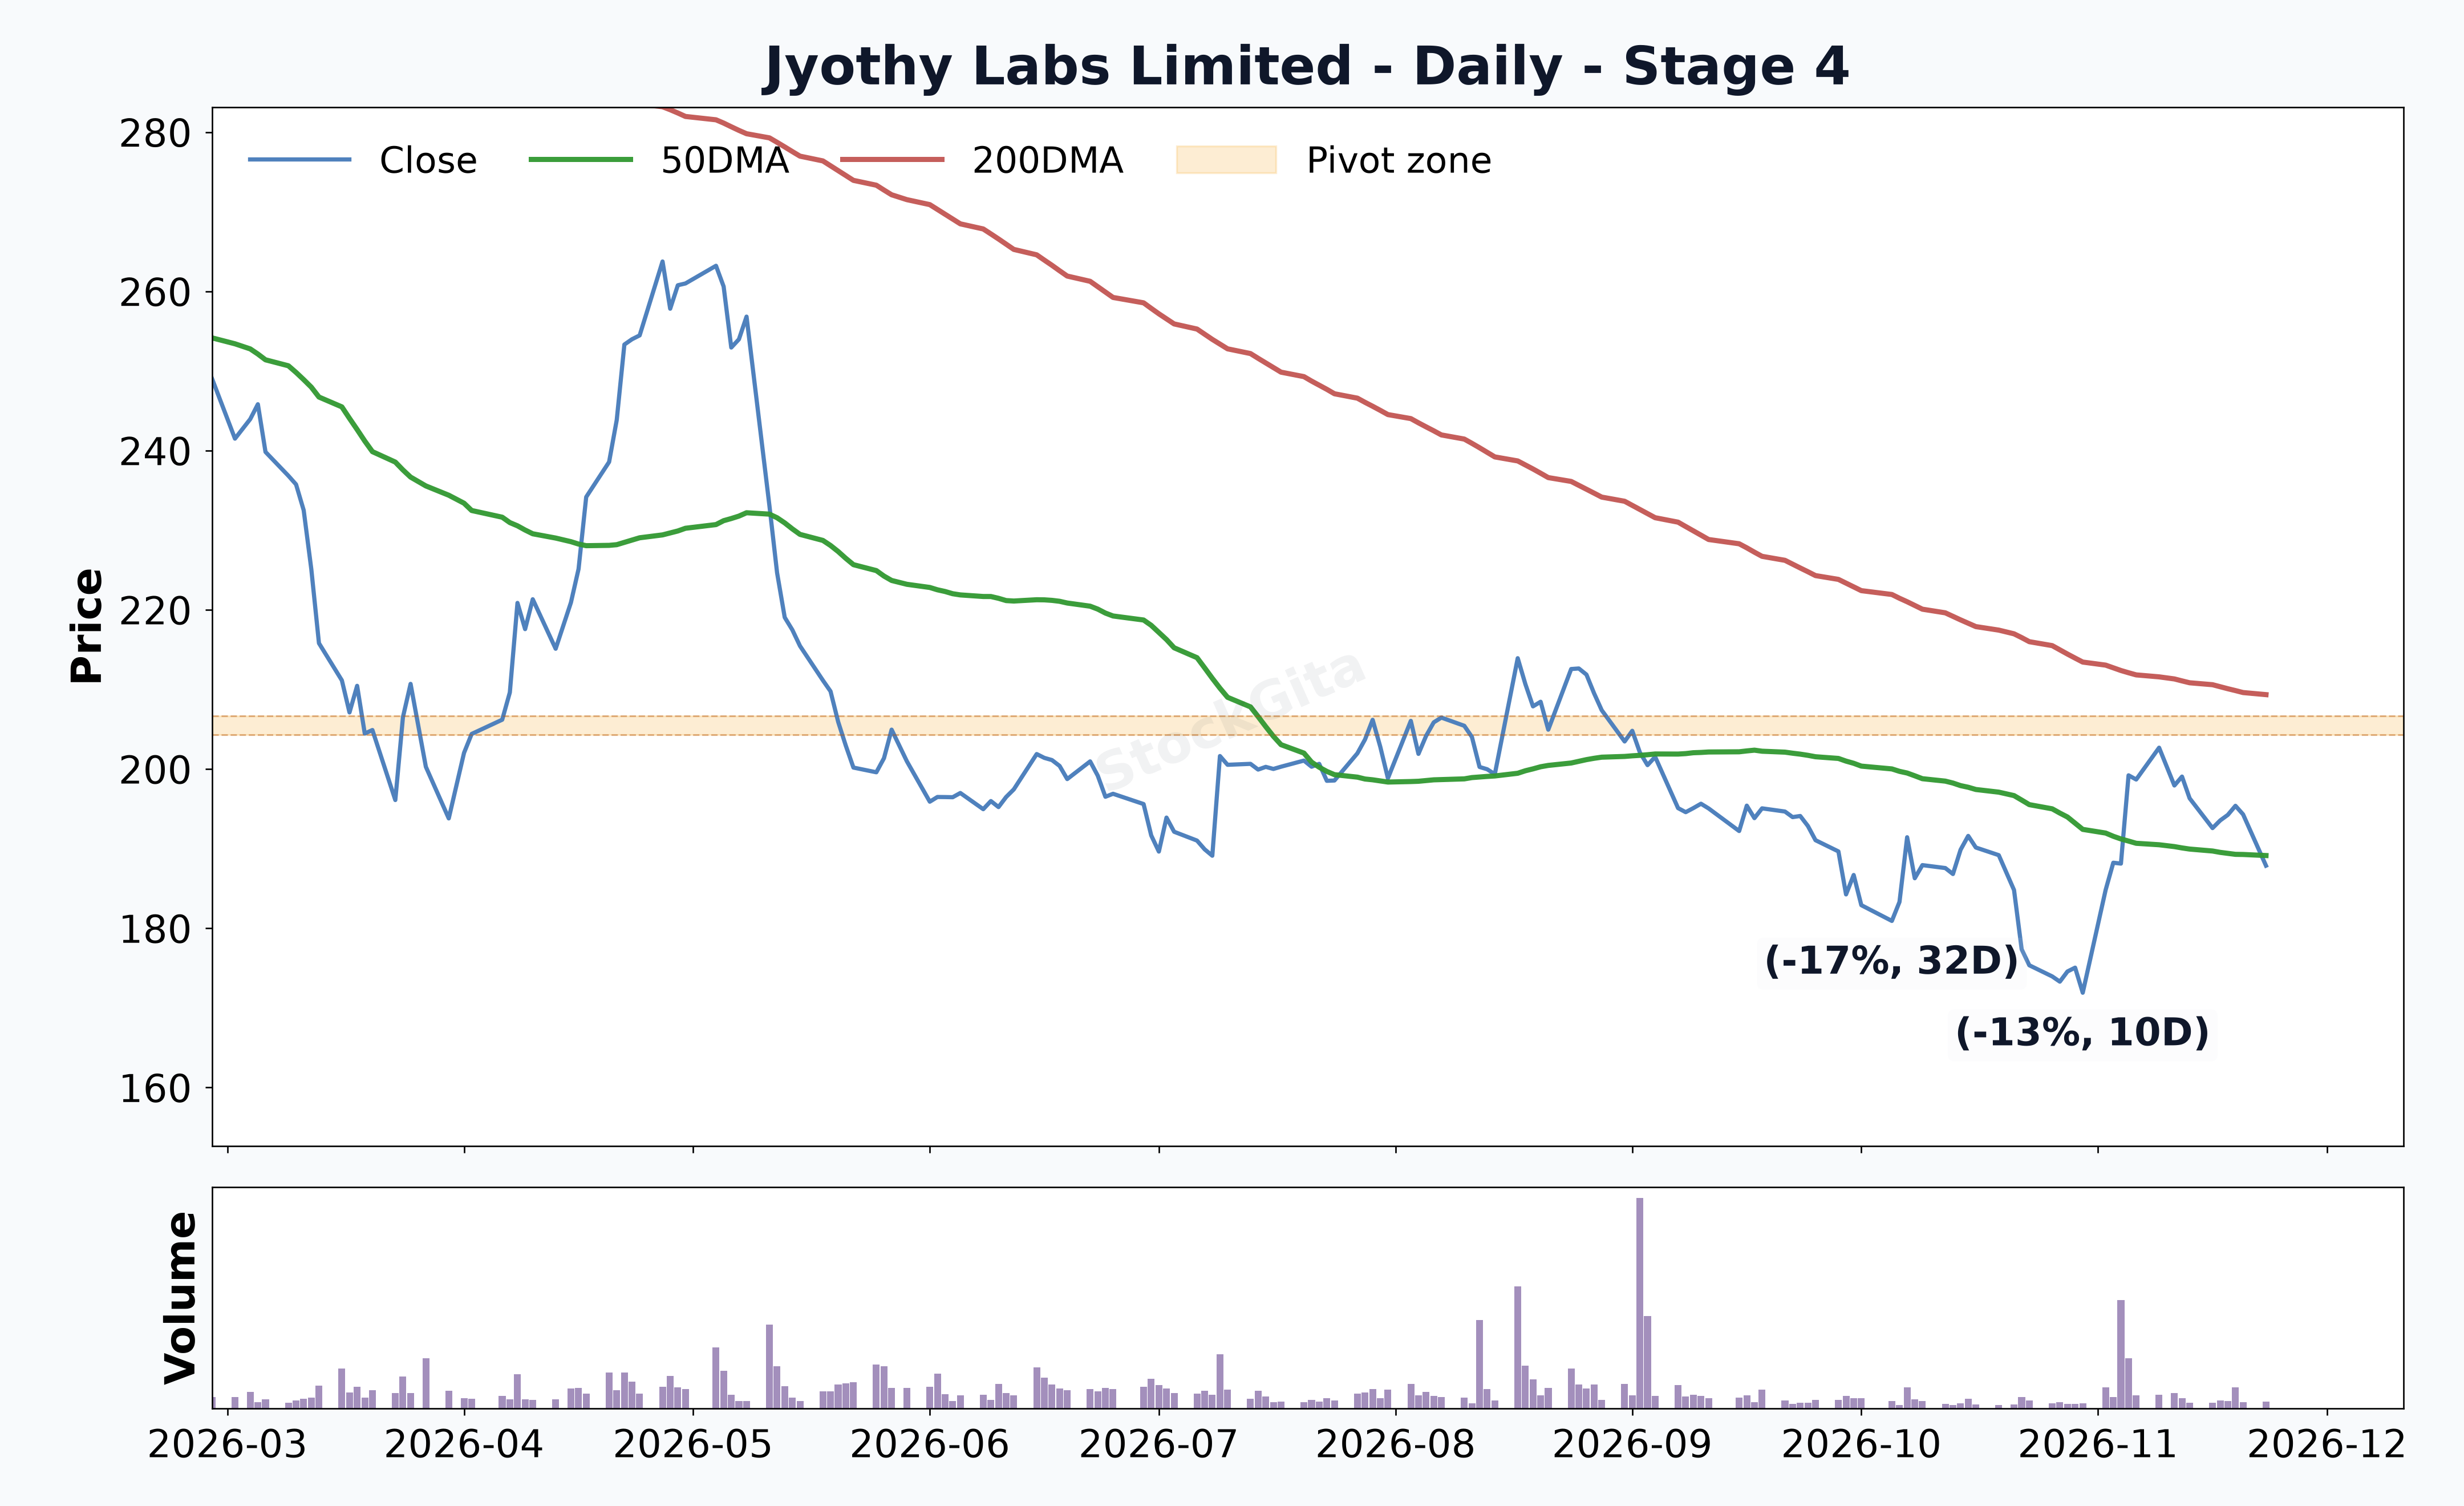 Jyothy Labs Limited - Daily - Stage 4
Close 50DMA 200DMA Pivot zone
280
260
240
220
200
180
160
Price
StockGita
(-17%, 32D)
(-13%, 10D)
Volume
2026-03 2026-04 2026-05 2026-06 2026-07 2026-08 2026-09 2026-10 2026-11 2026-12